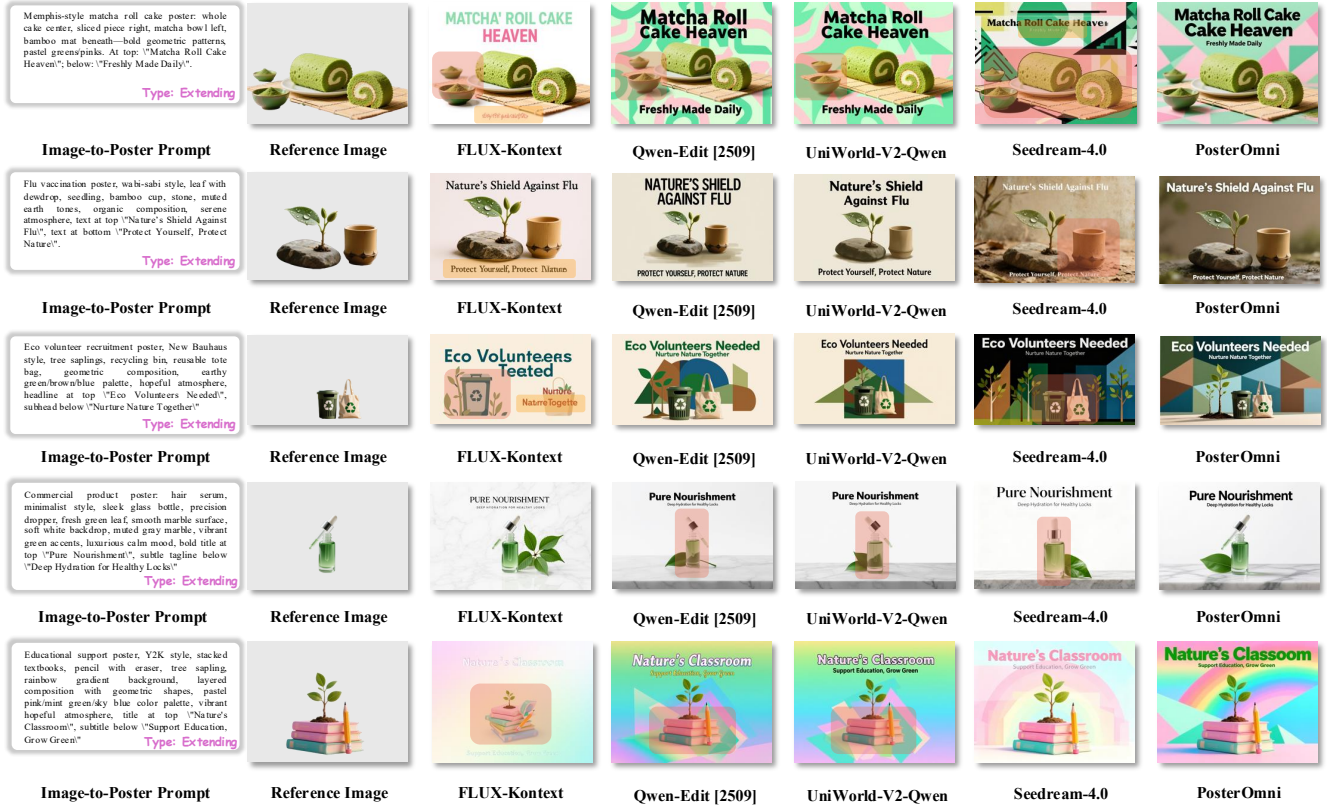 Memphis-style matcha roll cake poster: whole
cake center, sliced piece right, matcha bowl left,
bamboo mat beneath—bold geometric patterns,
pastel greens/pinks. At top: \"Matcha Roll Cake
Heaven\"; below: \"Freshly Made Daily\".
Type: Extending
MATCHA' ROIL CAKE
HEAVEN
Matcha Roll
Cake Heaven
Freshly Made Daily
Matcha Roll
Cake Heaven
Freshly Made Daily
Matcha Roll Cake Heaven
Matcha Roll Cake
Cake Heaven
Freshly Made Daily
Image-to-Poster Prompt
Reference Image
FLUX-Kontext
Qwen-Edit [2509]
UniWorld-V2-Qwen
Seedream-4.0
PosterOmni
Flu vaccination poster, wabi-sabi style, leaf with
dewdrop, seedling, bamboo cup, stone, muted
earth tones, organic composition, serene
atmosphere, text at top \"Nature's Shield Against
Flu\", text at bottom \"Protect Yourself, Protect
Nature\".
Type: Extending
Nature's Shield Against Flu
Protect Yourself, Protect
NATURE'S SHIELD
AGAINST FLU
PROTECT YOURSELF, PROTECT NATURE
Nature's Shield
Against Flu
Protect Yourself, Protect Nature
Nature's Shield Against Flu
Protect Yourself, Protect Nature
Nature's Shield Against Flu
Protect Yourself, Protect Nature
Image-to-Poster Prompt
Reference Image
FLUX-Kontext
Qwen-Edit [2509]
UniWorld-V2-Qwen
Seedream-4.0
PosterOmni
Eco volunteer recruitment poster, New Bauhaus
style, tree saplings, recycling bin, reusable tote
bag, geometric composition, earthy
green/brown/blue palette, hopeful atmosphere,
headline at top \"Eco Volunteers Needed\",
subhead below \"Nurture Nature Together\"
Type: Extending
Eco Volunteers
Teated
Nurture
Eco Volunteers Needed
Nurture Nature Together
Eco Volunteers Needed
Nurture Nature Together
Eco Volunteers Needed
Nurture Nature Together
Eco Volunteers Needed
Nurture Nature Together
Image-to-Poster Prompt
Reference Image
FLUX-Kontext
Qwen-Edit [2509]
UniWorld-V2-Qwen
Seedream-4.0
PosterOmni
Commercial product poster: hair serum,
minimalist style, sleek glass bottle, precision
dropper, fresh green leaf, smooth marble surface,
soft white backdrop, muted gray marble, vibrant
green accents, luxurious calm mood, bold title at
top \"Pure Nourishment\", subtle tagline below
\"Deep Hydration for Healthy Locks\"
Type: Extending
PURE NOURISHMENT
DEEP HYDRATION FOR HEALTHY LOCKS
Pure Nourishment
Deep Hydration for Healthy Locks
Pure Nourishment
Deep Hydration for Healthy Locks
Pure Nourishment
Deep Hydration for Healthy Locks
Pure Nourishment
Deep Hydration for Healthy Locks
Image-to-Poster Prompt
Reference Image
FLUX-Kontext
Qwen-Edit [2509]
UniWorld-V2-Qwen
Seedream-4.0
PosterOmni
Educational support poster, Y2K style, stacked
textbooks, pencil with eraser, tree sapling,
rainbow gradient background, layered
composition with geometric shapes, pastel
pink/mint green/sky blue color palette, vibrant
hopeful atmosphere, title at top \"Nature's
Classroom\", subtitle below \"Support Education,
Grow Green\"
Type: Extending
Nature's Classroom
Support Education, Grow Green
Nature's Classroom
Support Education, Grow Green
Nature's Classroom
Support Education, Grow Green
Nature's Classoom
Support Education, Grow Green
Image-to-Poster Prompt
Reference Image
FLUX-Kontext
Qwen-Edit [2509]
UniWorld-V2-Qwen
Seedream-4.0
PosterOmni